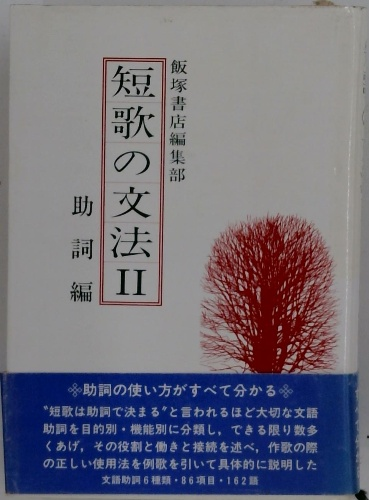 飯塚書店編集部
短歌の文法II
助詞編
※助詞の使い方がすべて分かる※
"短歌は助詞で決まる"と言われるほど大切な文語
助詞を目的別・機能別に分類し、できる限り数多
くあげ，その役割と働きと接続を述べ，作歌の際
の正しい使用法を例歌を引いて具体的に説明した
文語助詞6種類・86項目・162語